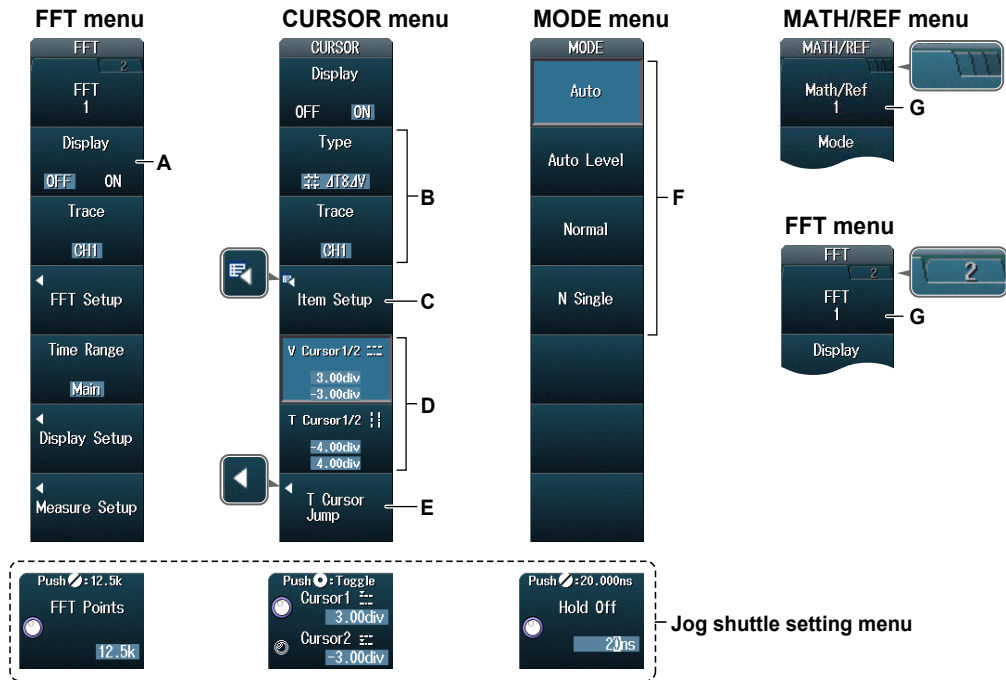 FFT menu
CURSOR menu
MODE menu
MATH/REF menu
FFT
2
FFT
1
Display
OFF ON
A
Trace
CH1
FFT Setup
Time Range
Main
Display Setup
Measure Setup
CURSOR
Display
OFF ON
Type
ΔT&ΔV
B
Trace
CH1
Item Setup
C
V Cursor1/2
3.00div
-3.00div
D
T Cursor1/2
-4.00div
4.00div
T Cursor
Jump
E
MODE
Auto
Auto Level
F
Normal
N Single
MATH/REF
Math/Ref
1
G
Mode
FFT menu
FFT
2
2
FFT
1
G
Display
Push :12.5k
FFT Points
12.5k
Push :Toggle
Cursor1
3.00div
Cursor2
-3.00div
Push :20.000ns
Hold Off
20ns
Jog shuttle setting menu